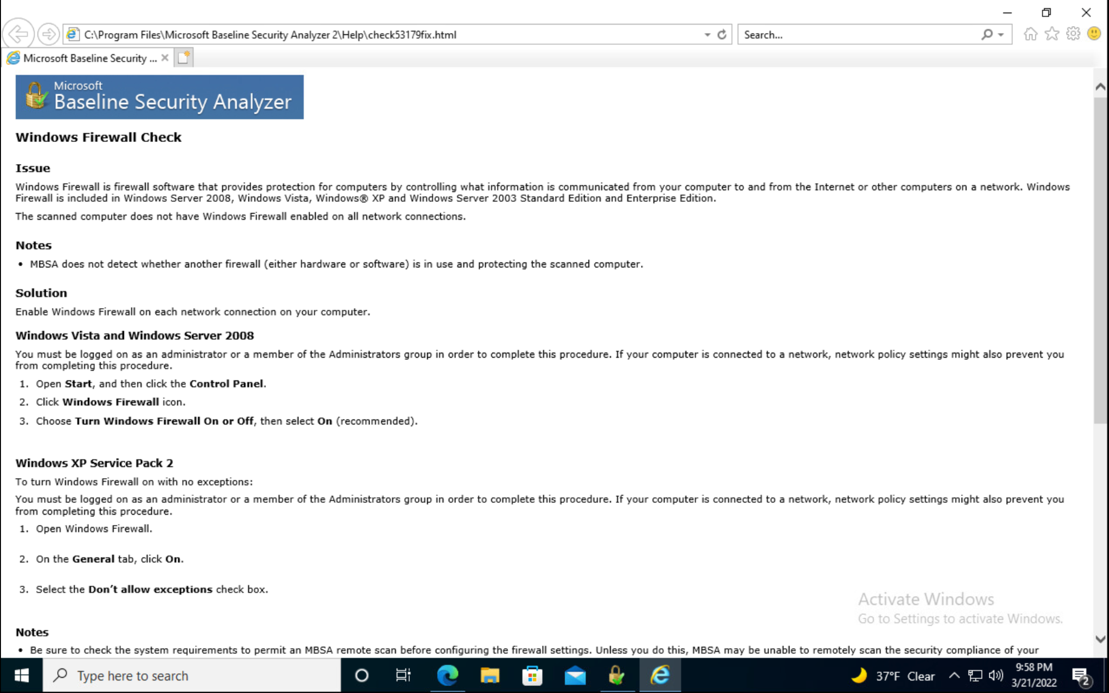 C:\Program Files\Microsoft Baseline Security Analyzer 2\Help\check53179fix.html
Search...
Microsoft Baseline Security ...
Microsoft
Baseline Security Analyzer
Windows Firewall Check
Issue
Windows Firewall is firewall software that provides protection for computers by controlling what information is communicated from your computer to and from the Internet or other computers on a network. Windows
Firewall is included in Windows Server 2008, Windows Vista, Windows® XP and Windows Server 2003 Standard Edition and Enterprise Edition.
The scanned computer does not have Windows Firewall enabled on all network connections.
Notes
• MBSA does not detect whether another firewall (either hardware or software) is in use and protecting the scanned computer.
Solution
Enable Windows Firewall on each network connection on your computer.
Windows Vista and Windows Server 2008
You must be logged on as an administrator or a member of the Administrators group in order to complete this procedure. If your computer is connected to a network, network policy settings might also prevent you
from completing this procedure.
1. Open Start, and then click the Control Panel.
2. Click Windows Firewall icon.
3. Choose Turn Windows Firewall On or Off, then select On (recommended).
Windows XP Service Pack 2
To turn Windows Firewall on with no exceptions:
You must be logged on as an administrator or a member of the Administrators group in order to complete this procedure. If your computer is connected to a network, network policy settings might also prevent you
from completing this procedure.
1. Open Windows Firewall.
2. On the General tab, click On.
3. Select the Don't allow exceptions check box.
Activate Windows
Go to Settings to activate Windows.
Notes
• Be sure to check the system requirements to permit an MBSA remote scan before configuring the firewall settings. Unless you do this, MBSA may be unable to remotely scan the security compliance of your
Type here to search
37°F Clear
9:58 PM
3/21/2022
2